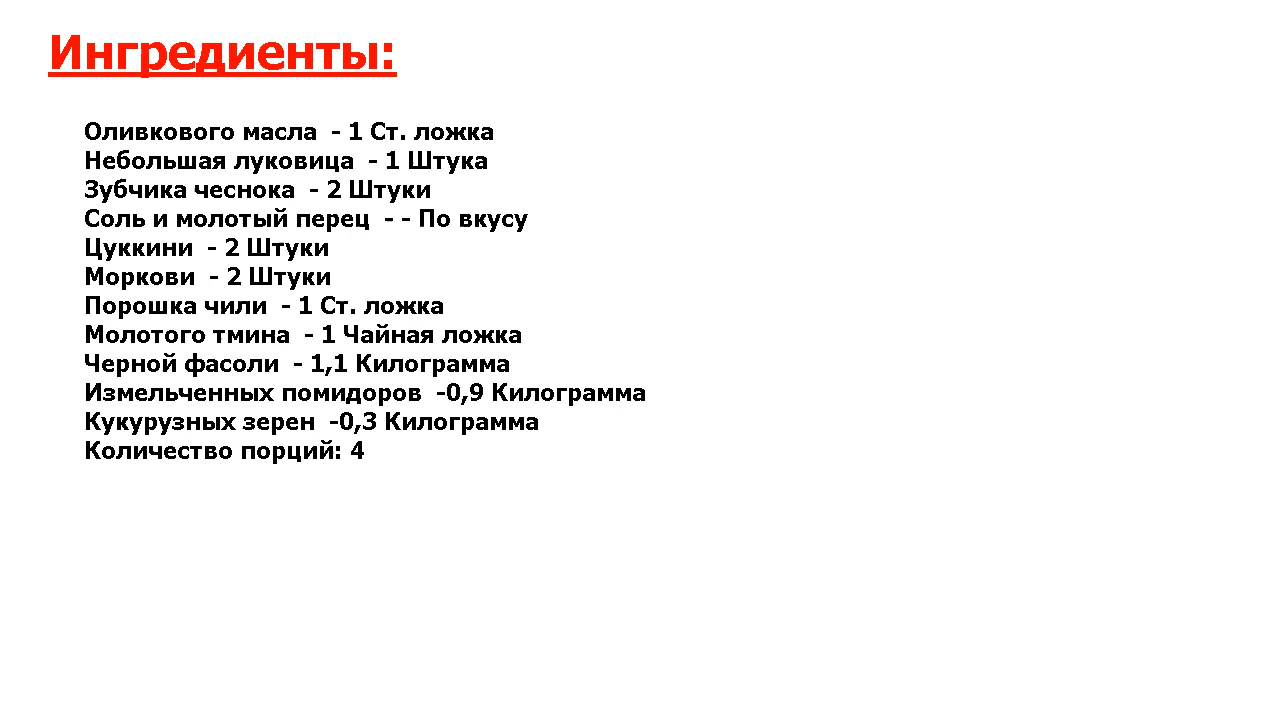 Ингредиенты:
Оливкового масла  - 1 Ст. ложка
Небольшая луковица  - 1 Штука
Зубчика чеснока  - 2 Штуки
Соль и молотый перец  - - По вкусу
Цуккини  - 2 Штуки
Моркови  - 2 Штуки
Порошка чили  - 1 Ст. ложка
Молотого тмина  - 1 Чайная ложка
Черной фасоли  - 1,1 Килограмма
Измельченных помидоров  -0,9 Килограмма
Кукурузных зерен  -0,3 Килограмма
Количество порций: 4